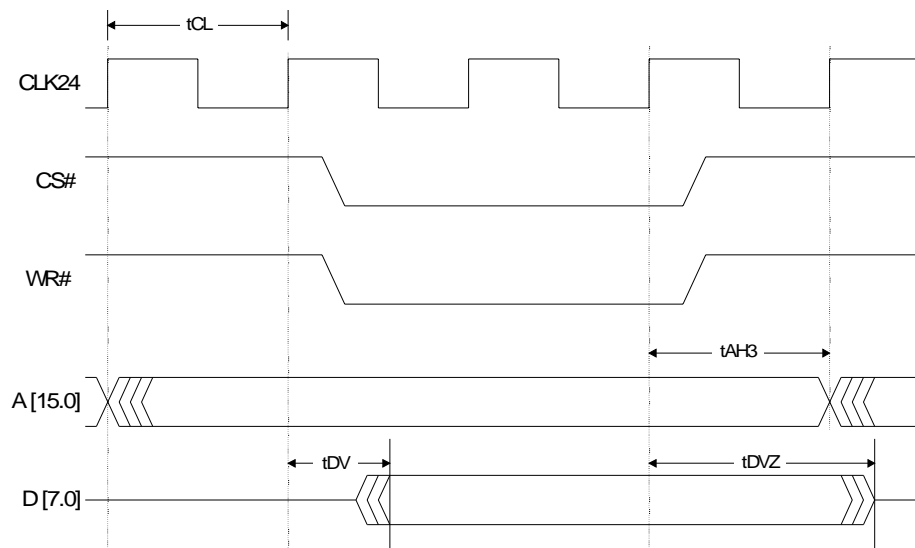 tCL
CLK24
CS#
WR#
tAH3
A [15.0]
tDV
tDVZ
D [7.0]